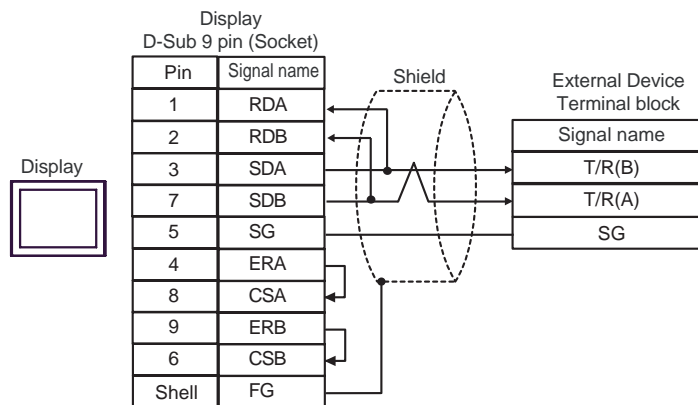 Display
D-Sub 9 pin (Socket)
Pin Signal name
1 RDA
2 RDB
3 SDA
7 SDB
5 SG
4 ERA
8 CSA
9 ERB
6 CSB
Shell FG
Display
Shield
External Device
Terminal block
Signal name
T/R(B)
T/R(A)
SG